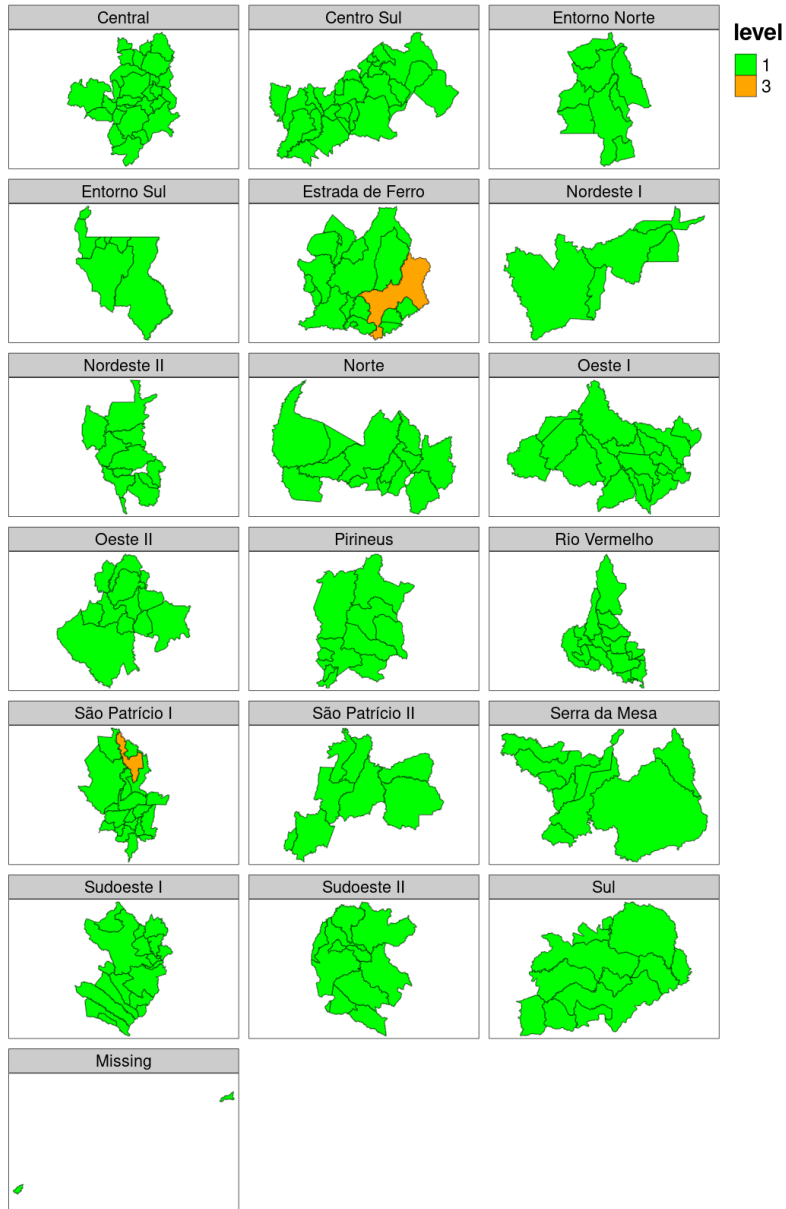 Central
Centro Sul
Entorno Norte
level
1
3
Entorno Sul
Estrada de Ferro
Nordeste I
Nordeste II
Norte
Oeste I
Oeste II
Pirineus
Rio Vermelho
São Patrício I
São Patrício II
Serra da Mesa
Sudoeste I
Sudoeste II
Sul
Missing